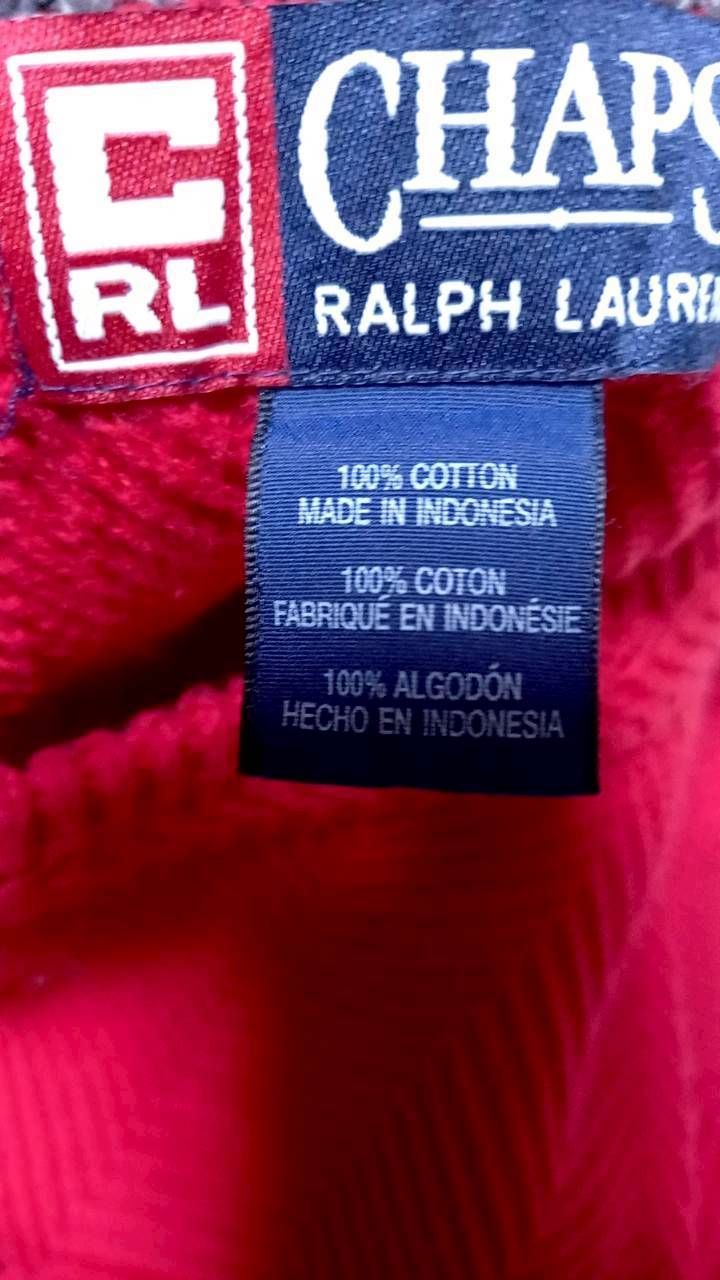 C
RL
CHAPS
RALPH LAUREN
100% COTTON
MADE IN INDONESIA
100% COTON
FABRIQUÉ EN INDONÉSIE
100% ALGODÓN
HECHO EN INDONESIA